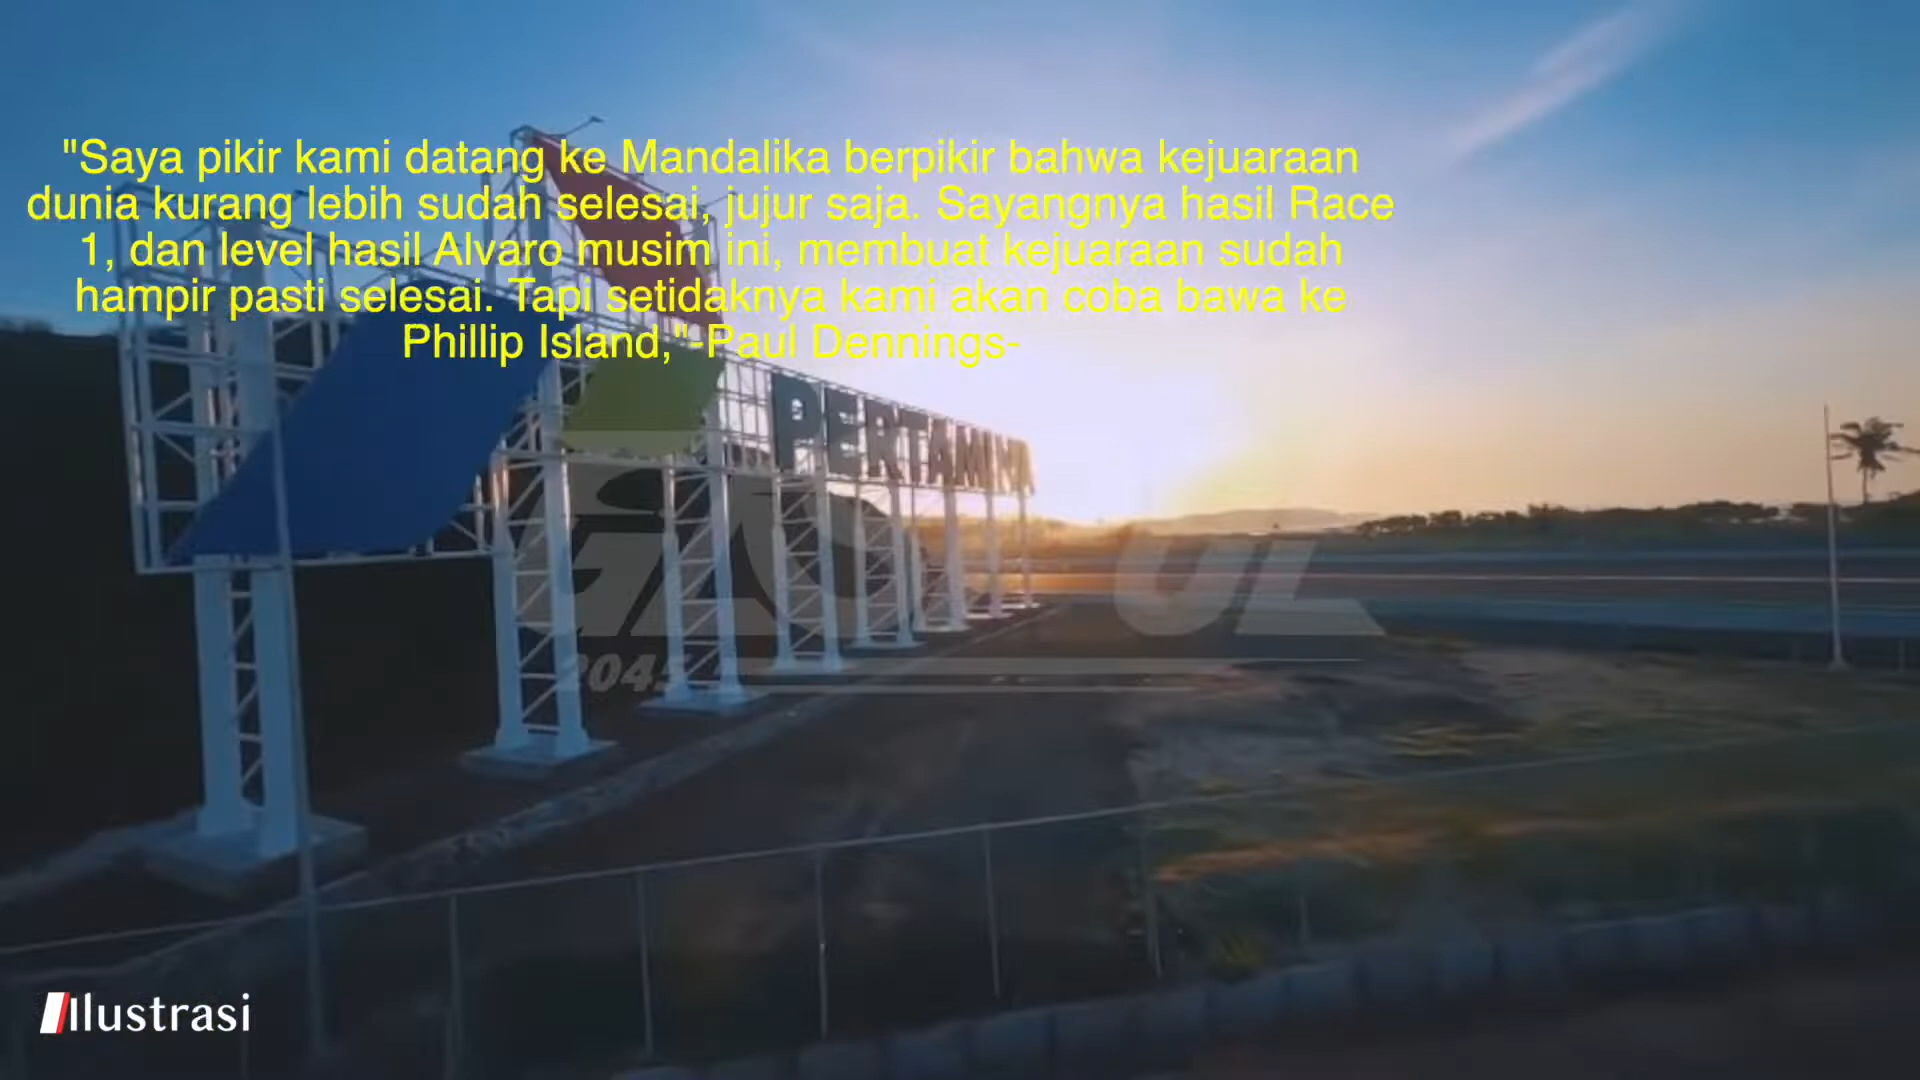 "Saya pikir kami datang ke Mandalika berpikir bahwa kejuaraan
dunia kurang lebih sudah selesai, jujur saja. Sayangnya hasil Race
1, dan level hasil Alvaro musim ini, membuat kejuaraan sudah
hampir pasti selesai. Tapi setidaknya kami akan coba bawa ke
Phillip Island,"-Paul Dennings-
PERTAMINA
2045
Ilustrasi